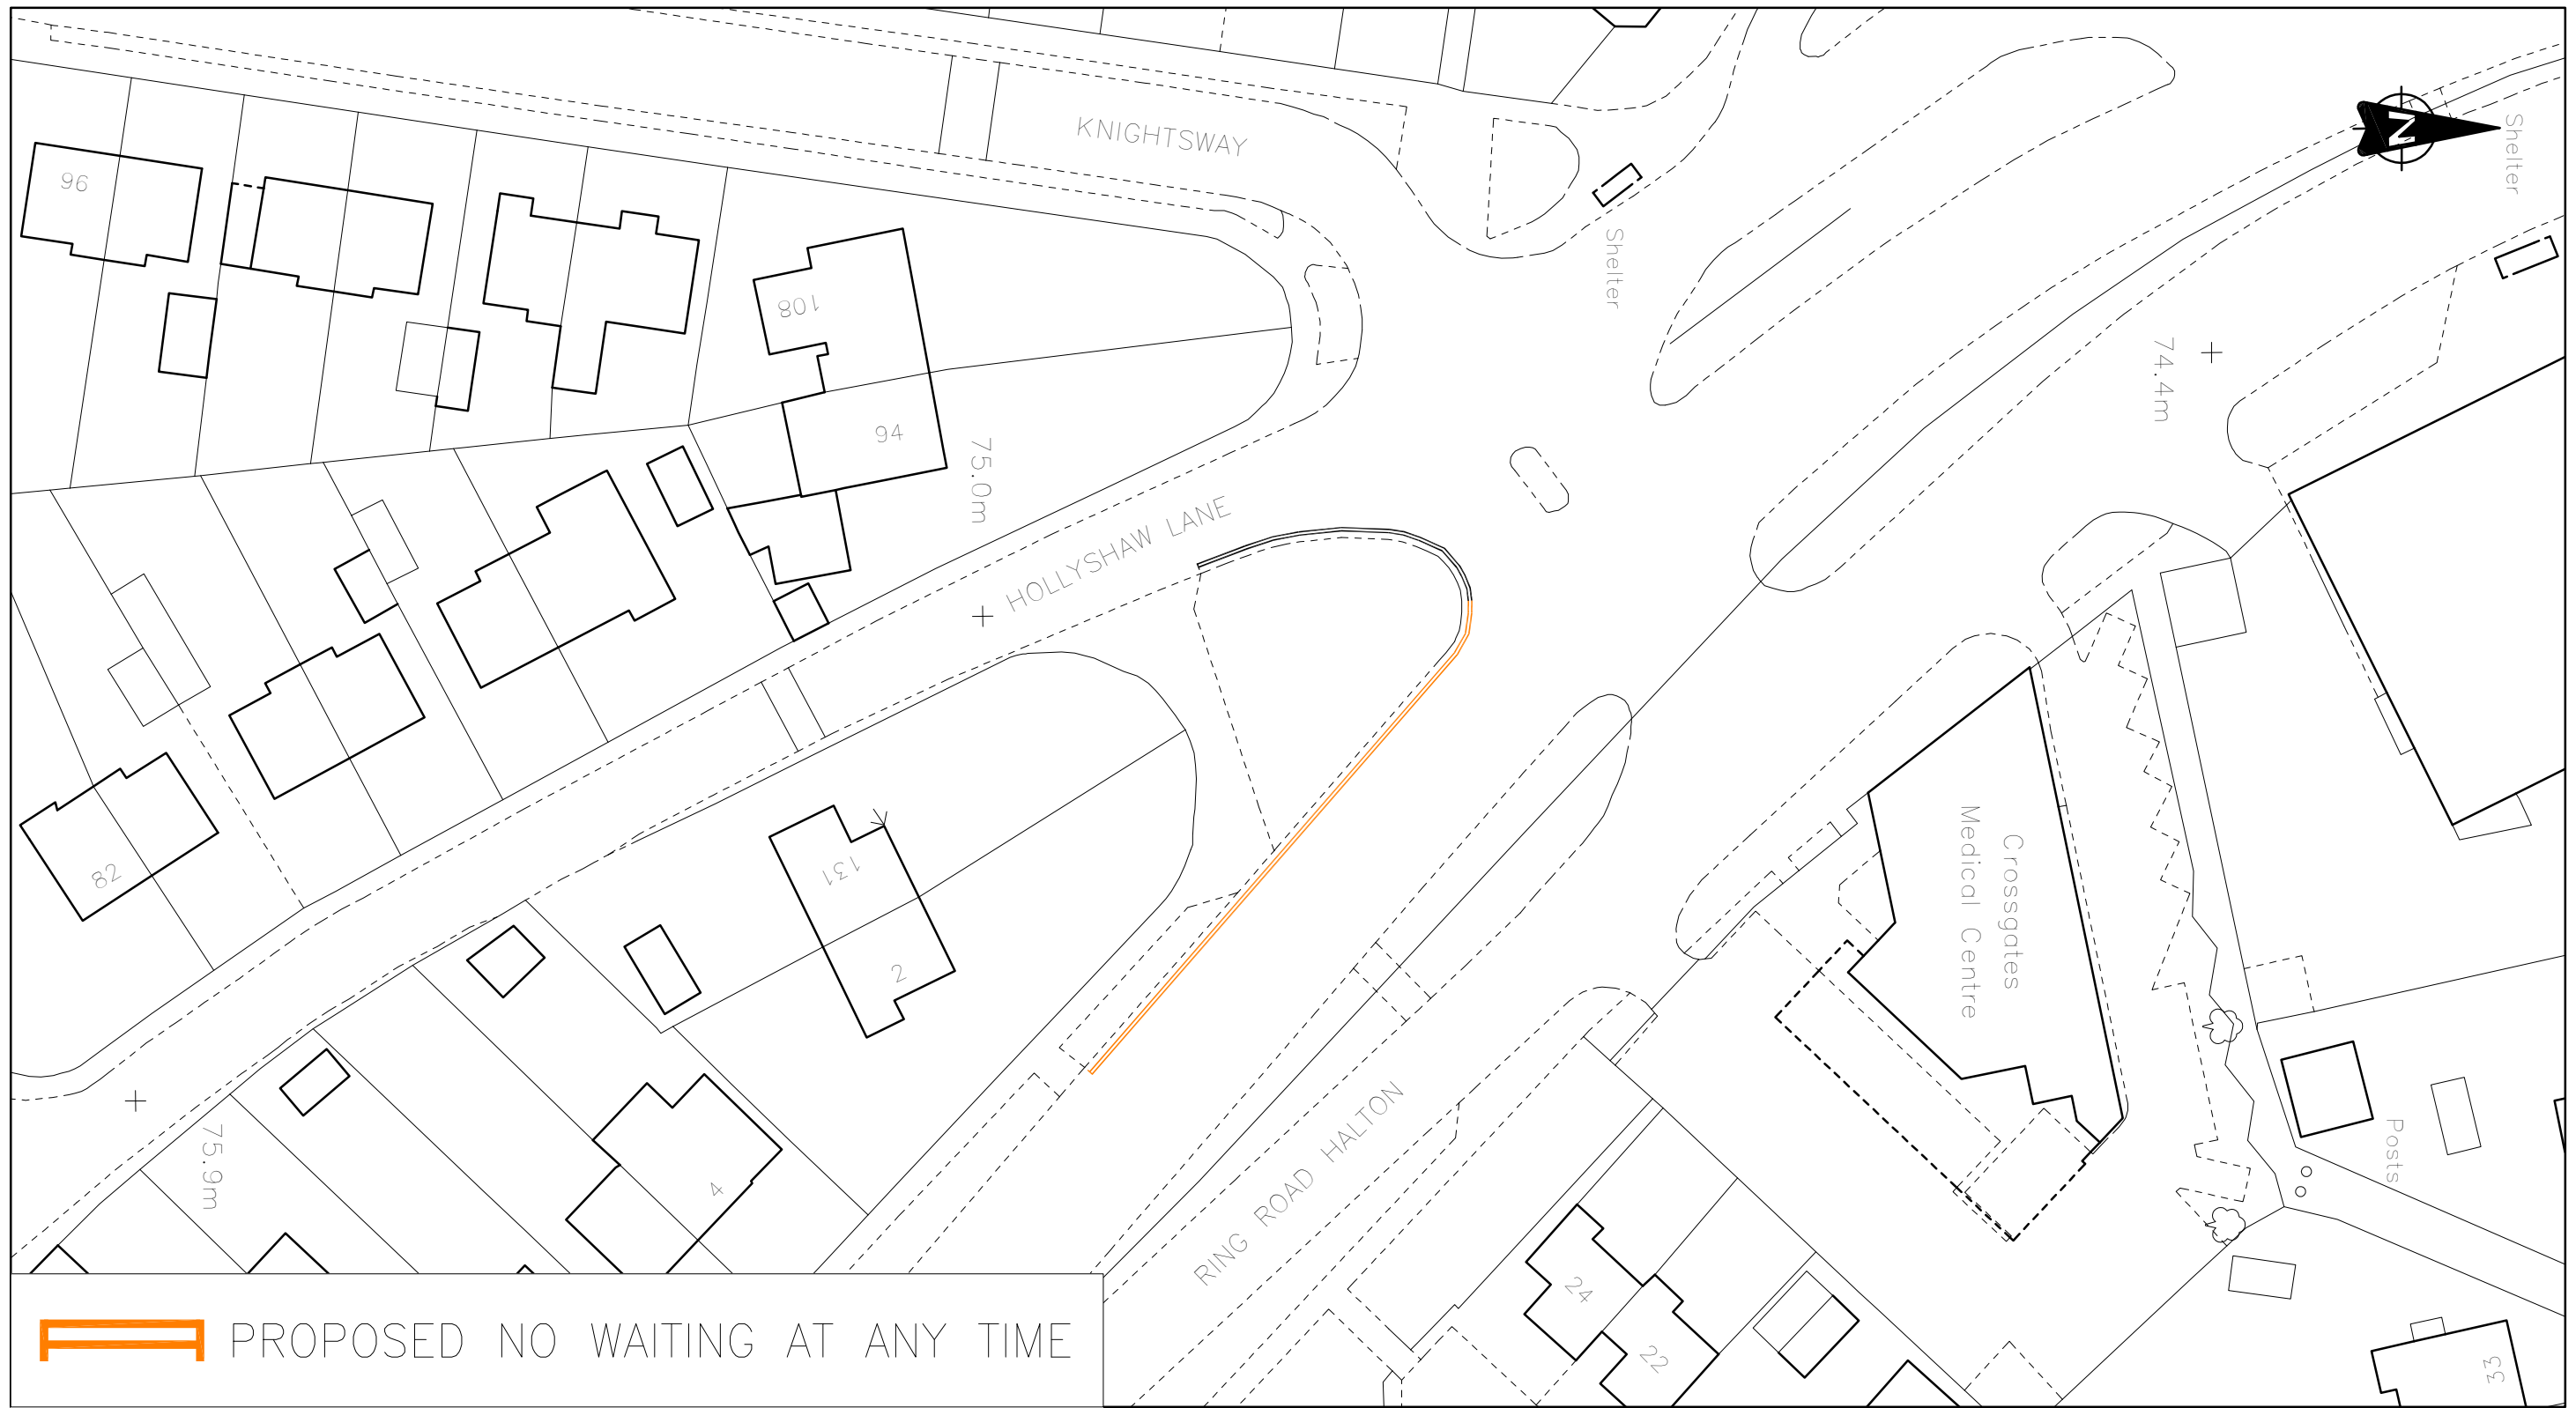 KNIGHTSWAY
N
Shelter
96
Shelter
108
74.4m
94
75.0m
HOLLYSHAW LANE
82
131
Crossgates
Medical Centre
2
RING ROAD HALTON
75.9m
4
Posts
24
22
33
PROPOSED NO WAITING AT ANY TIME